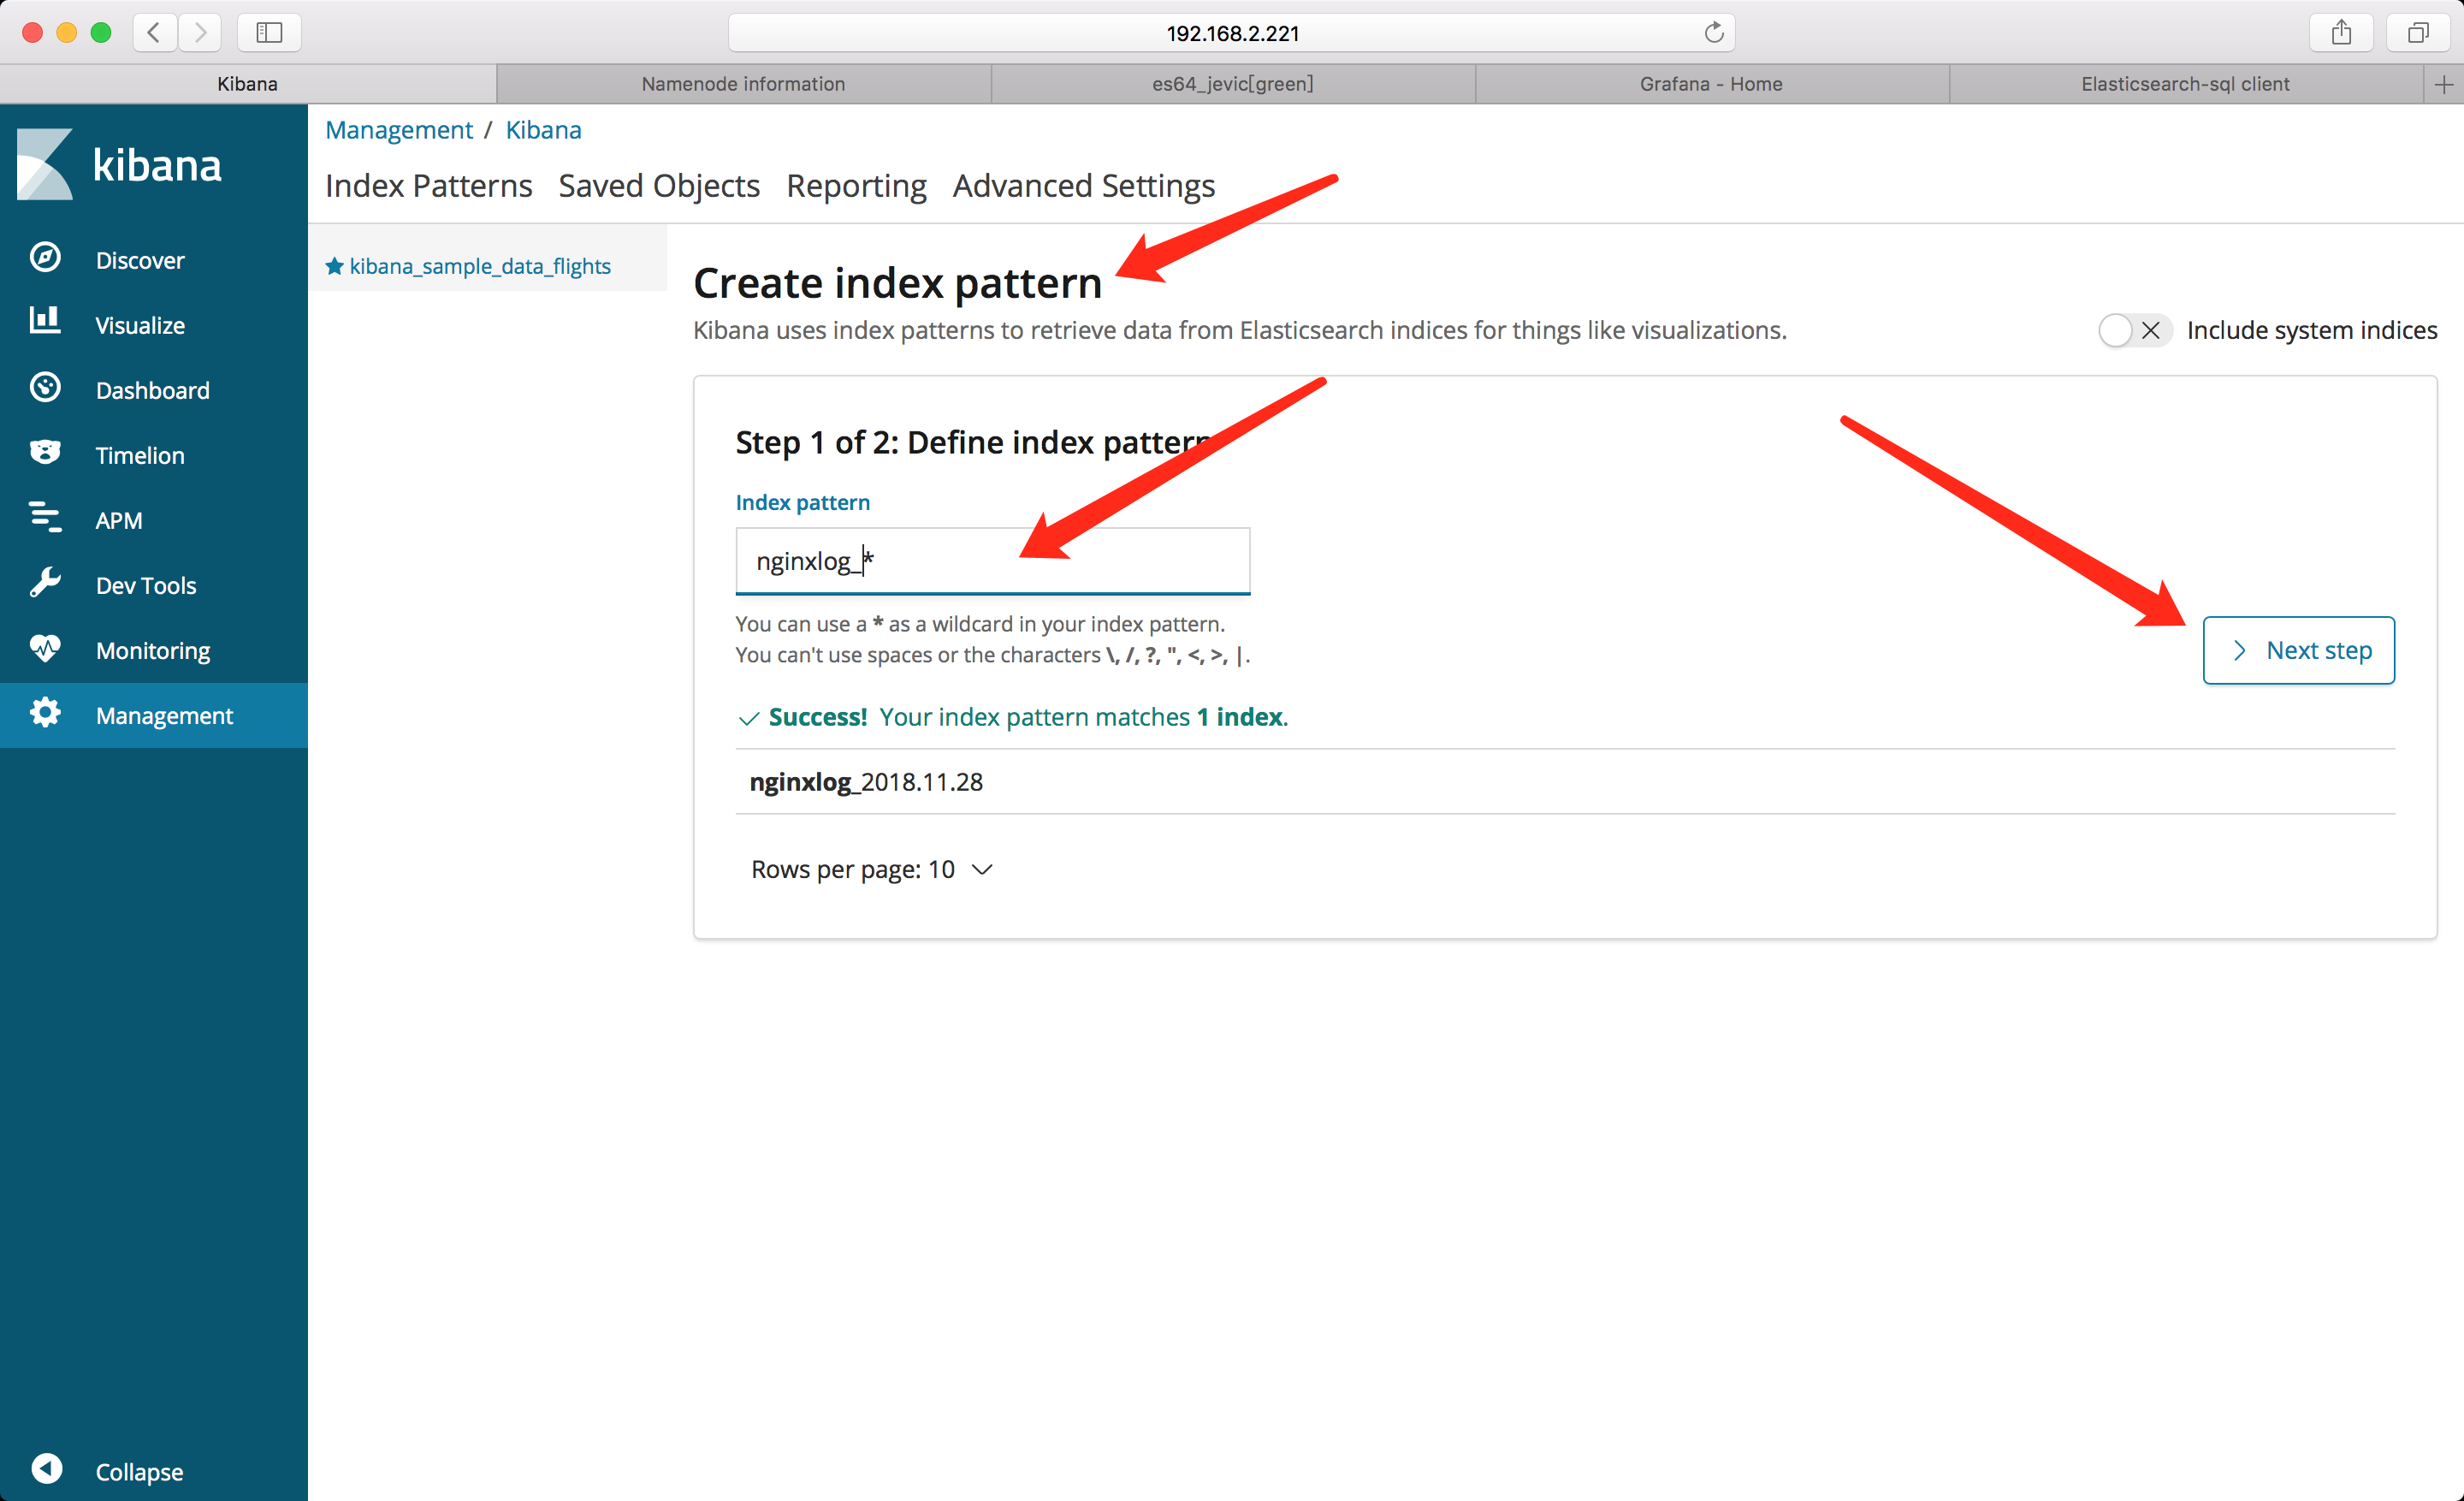 192.168.2.221
Kibana
Namenode information
es64_jevic[green]
Grafana - Home
Elasticsearch-sql client
kibana
Discover
Visualize
Dashboard
Timelion
APM
Dev Tools
Monitoring
Management
Collapse
Management / Kibana
Index Patterns Saved Objects Reporting Advanced Settings
kibana_sample_data_flights
Create index pattern
Kibana uses index patterns to retrieve data from Elasticsearch indices for things like visualizations.
Include system indices
Step 1 of 2: Define index pattern
Index pattern
nginxlog_*
You can use a * as a wildcard in your index pattern.
You can't use spaces or the characters \, /, ?, ", <, >, |.
Next step
Success! Your index pattern matches 1 index.
nginxlog_2018.11.28
Rows per page: 10